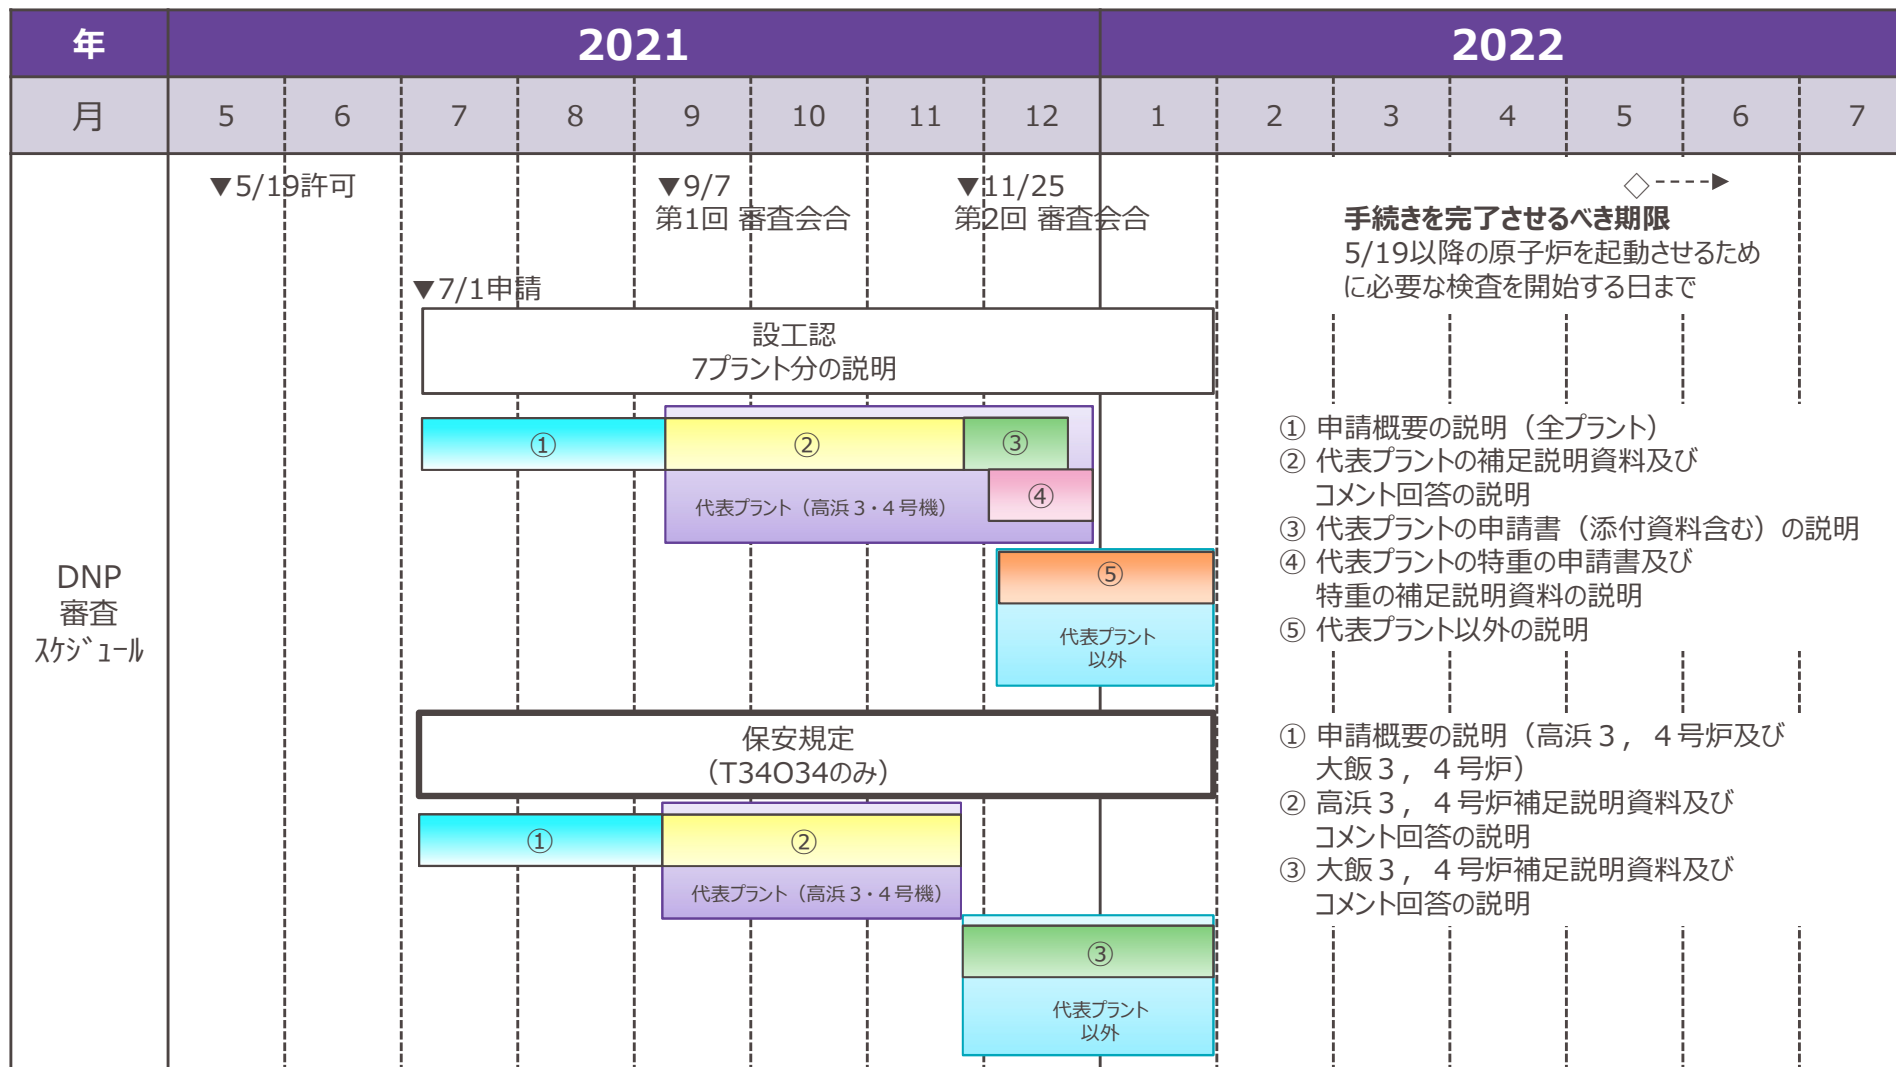 年
2021
2022
月
5
6
7
8
9
10
11
12
1
2
3
4
5
6
7
▼5/19許可
▼9/7
第1回 審査会合
▼11/25
第2回 審査会合
◇---→
手続きを完了させるべき期限
5/19以降の原子炉を起動させるため
に必要な検査を開始する日まで
▼7/1申請
設工認
7プラント分の説明
①
②
③
④
代表プラント（高浜３・４号機）
⑤
代表プラント
以外
① 申請概要の説明（全プラント）
② 代表プラントの補足説明資料及び
コメント回答の説明
③ 代表プラントの申請書（添付資料含む）の説明
④ 代表プラントの特重の申請書及び
特重の補足説明資料の説明
⑤ 代表プラント以外の説明
DNP
審査
ｽｹｼﾞｭｰﾙ
保安規定
（T34O34のみ）
①
②
代表プラント（高浜３・４号機）
③
代表プラント
以外
① 申請概要の説明（高浜３，４号炉及び
大飯３，４号炉）
② 高浜３，４号炉補足説明資料及び
コメント回答の説明
③ 大飯３，４号炉補足説明資料及び
コメント回答の説明